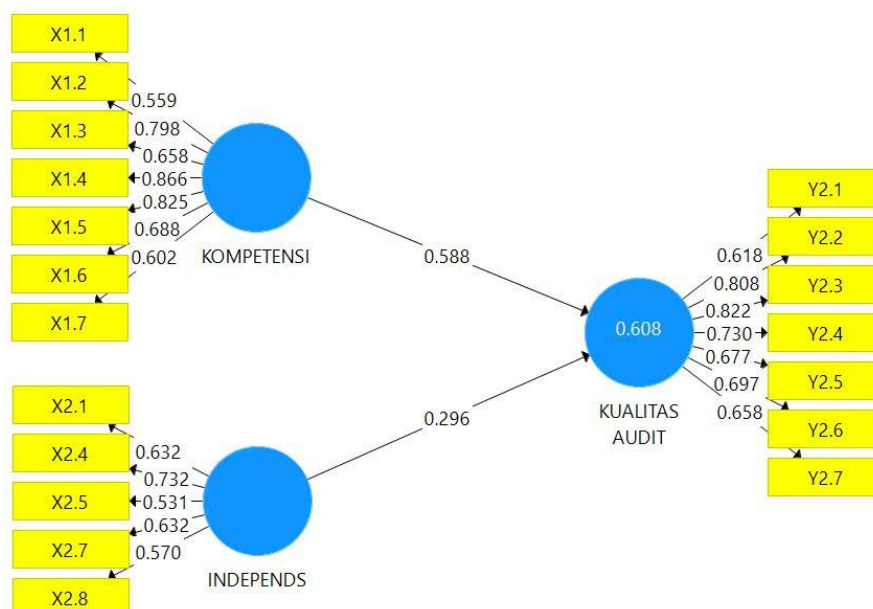 X1.1
X1.2
X1.3
X1.4
X1.5
X1.6
X1.7
0.559
0.798
0.658
0.866
0.825
0.688
0.602
KOMPETENSI
0.588
X2.1
X2.4
X2.5
X2.7
X2.8
0.632
0.732
0.531
0.632
0.570
INDEPENDS
0.296
0.608
KUALITAS
AUDIT
0.618
0.808
0.822
0.730
0.677
0.697
0.658
Y2.1
Y2.2
Y2.3
Y2.4
Y2.5
Y2.6
Y2.7